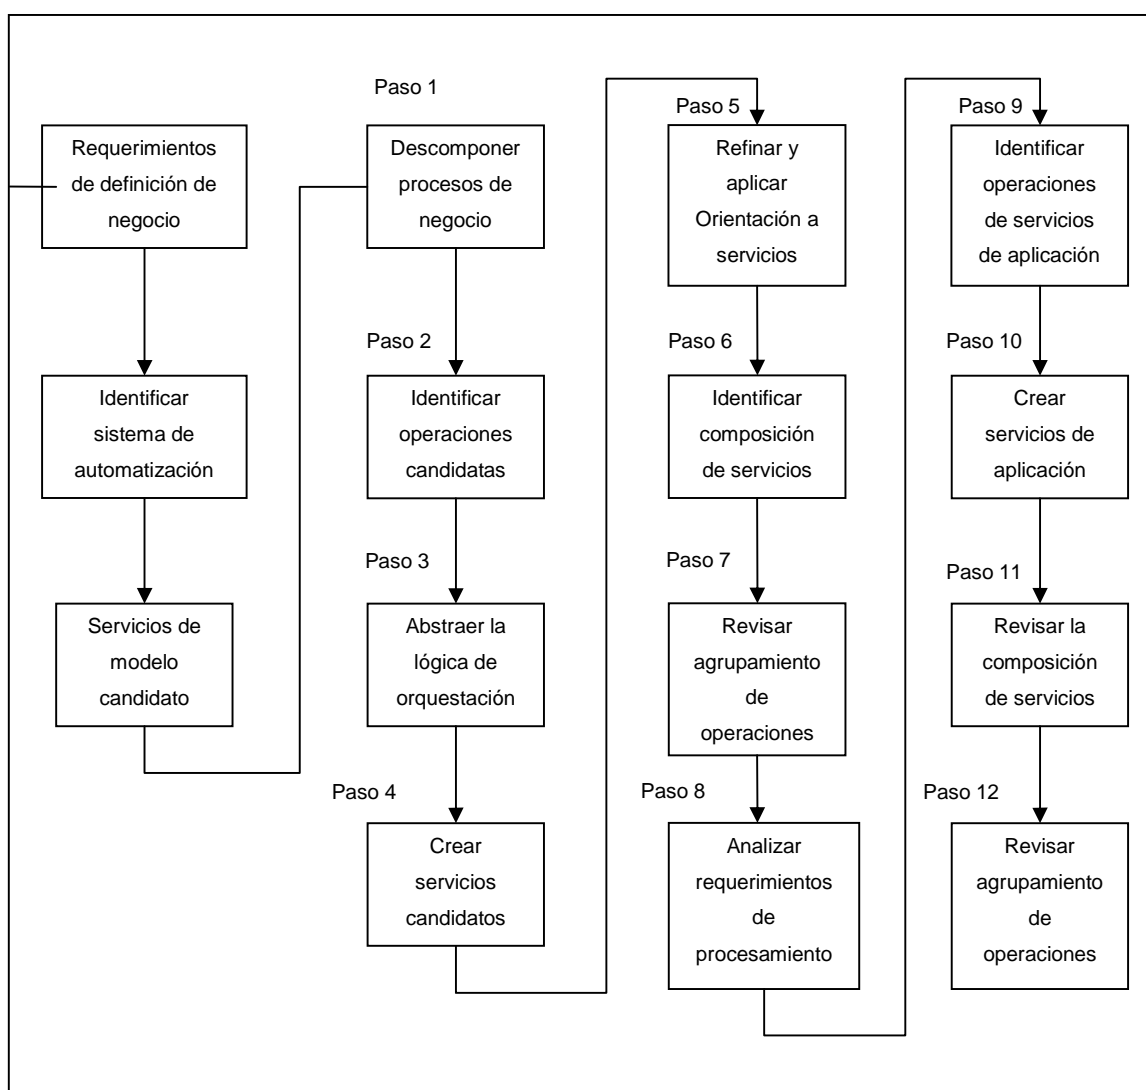 Requerimientos
de definición de
negocio
Identificar
sistema de
automatización
Servicios de
modelo
candidato
Paso 1
Descomponer
procesos de
negocio
Paso 2
Identificar
operaciones
candidatas
Paso 3
Abstraer la
lógica de
orquestación
Paso 4
Crear
servicios
candidatos
Paso 5
Refinar y
aplicar
Orientación a
servicios
Paso 6
Identificar
composición
de servicios
Paso 7
Revisar
agrupamiento
de
operaciones
Paso 8
Analizar
requerimientos
de
procesamiento
Paso 9
Identificar
operaciones
de servicios
de aplicación
Paso 10
Crear
servicios de
aplicación
Paso 11
Revisar la
composición
de servicios
Paso 12
Revisar
agrupamiento
de
operaciones